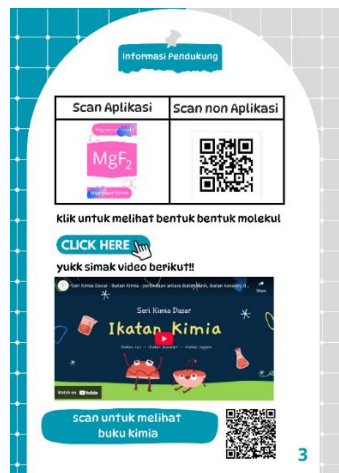 Informasi Pendukung
Scan Aplikasi
Scan non Aplikasi
MgF₂
klik untuk melihat bentuk bentuk molekul
CLICK HERE
yukk simak video berikut!!
Seri Kimia Dasar
Ikatan Kimia
Share
Watch on YouTube
scan untuk melihat
buku kimia
3